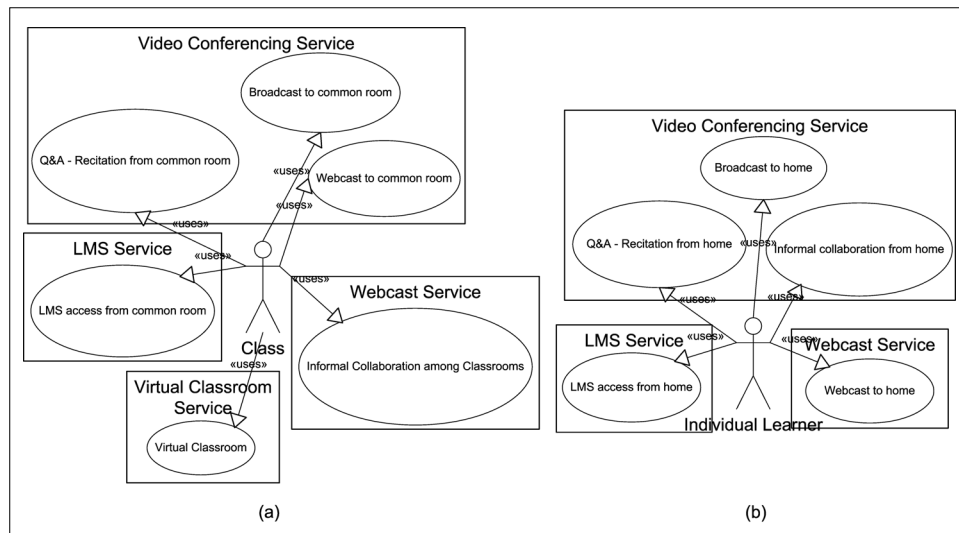 Video Conferencing Service
Broadcast to common room
Q&A - Recitation from common room
«uses»
Webcast to common room
«uses»
«uses»
LMS Service
«uses»
LMS access from common room
«uses»
Webcast Service
Class
Informal Collaboration among Classrooms
«uses»
Virtual Classroom
Service
Virtual Classroom
(a)
Video Conferencing Service
Broadcast to home
Q&A - Recitation from home
«uses»
Informal collaboration from home
«uses»
«uses»
LMS Service
«uses»
«uses»
Webcast Service
LMS access from home
Webcast to home
Individual Learner
(b)